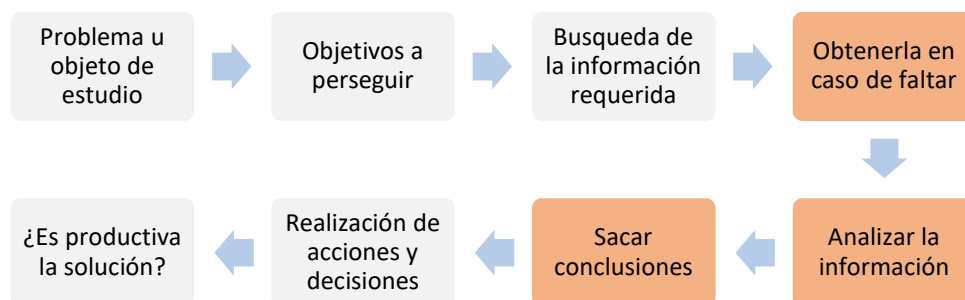 Problema u
objeto de
estudio
Objetivos a
perseguir
Busqueda de
la información
requerida
Obtenerla en
caso de faltar
Analizar la
información
Sacar
conclusiones
Realización de
acciones y
decisiones
¿Es productiva
la solución?